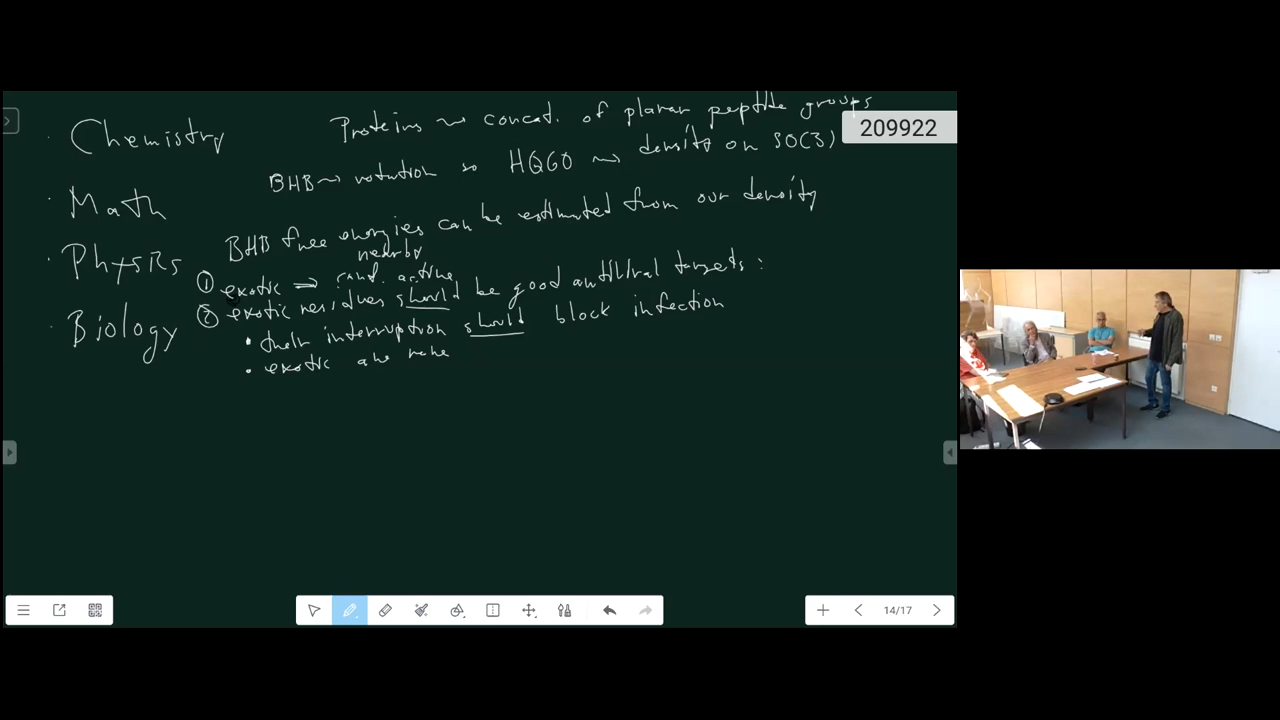 · Chemistry
Proteins ⇝ concat. of planar peptide groups
209922
BHB ⇝ rotation so HQ60 ⇝ density on SO(3)
· Math
BHB free energies can be estimated from our density
· Physics
nearby
① exotic ⇒ conf. active
② exotic residues should be good antiviral targets :
· Biology
• their interruption should block infection
• exotic are rare
14/17